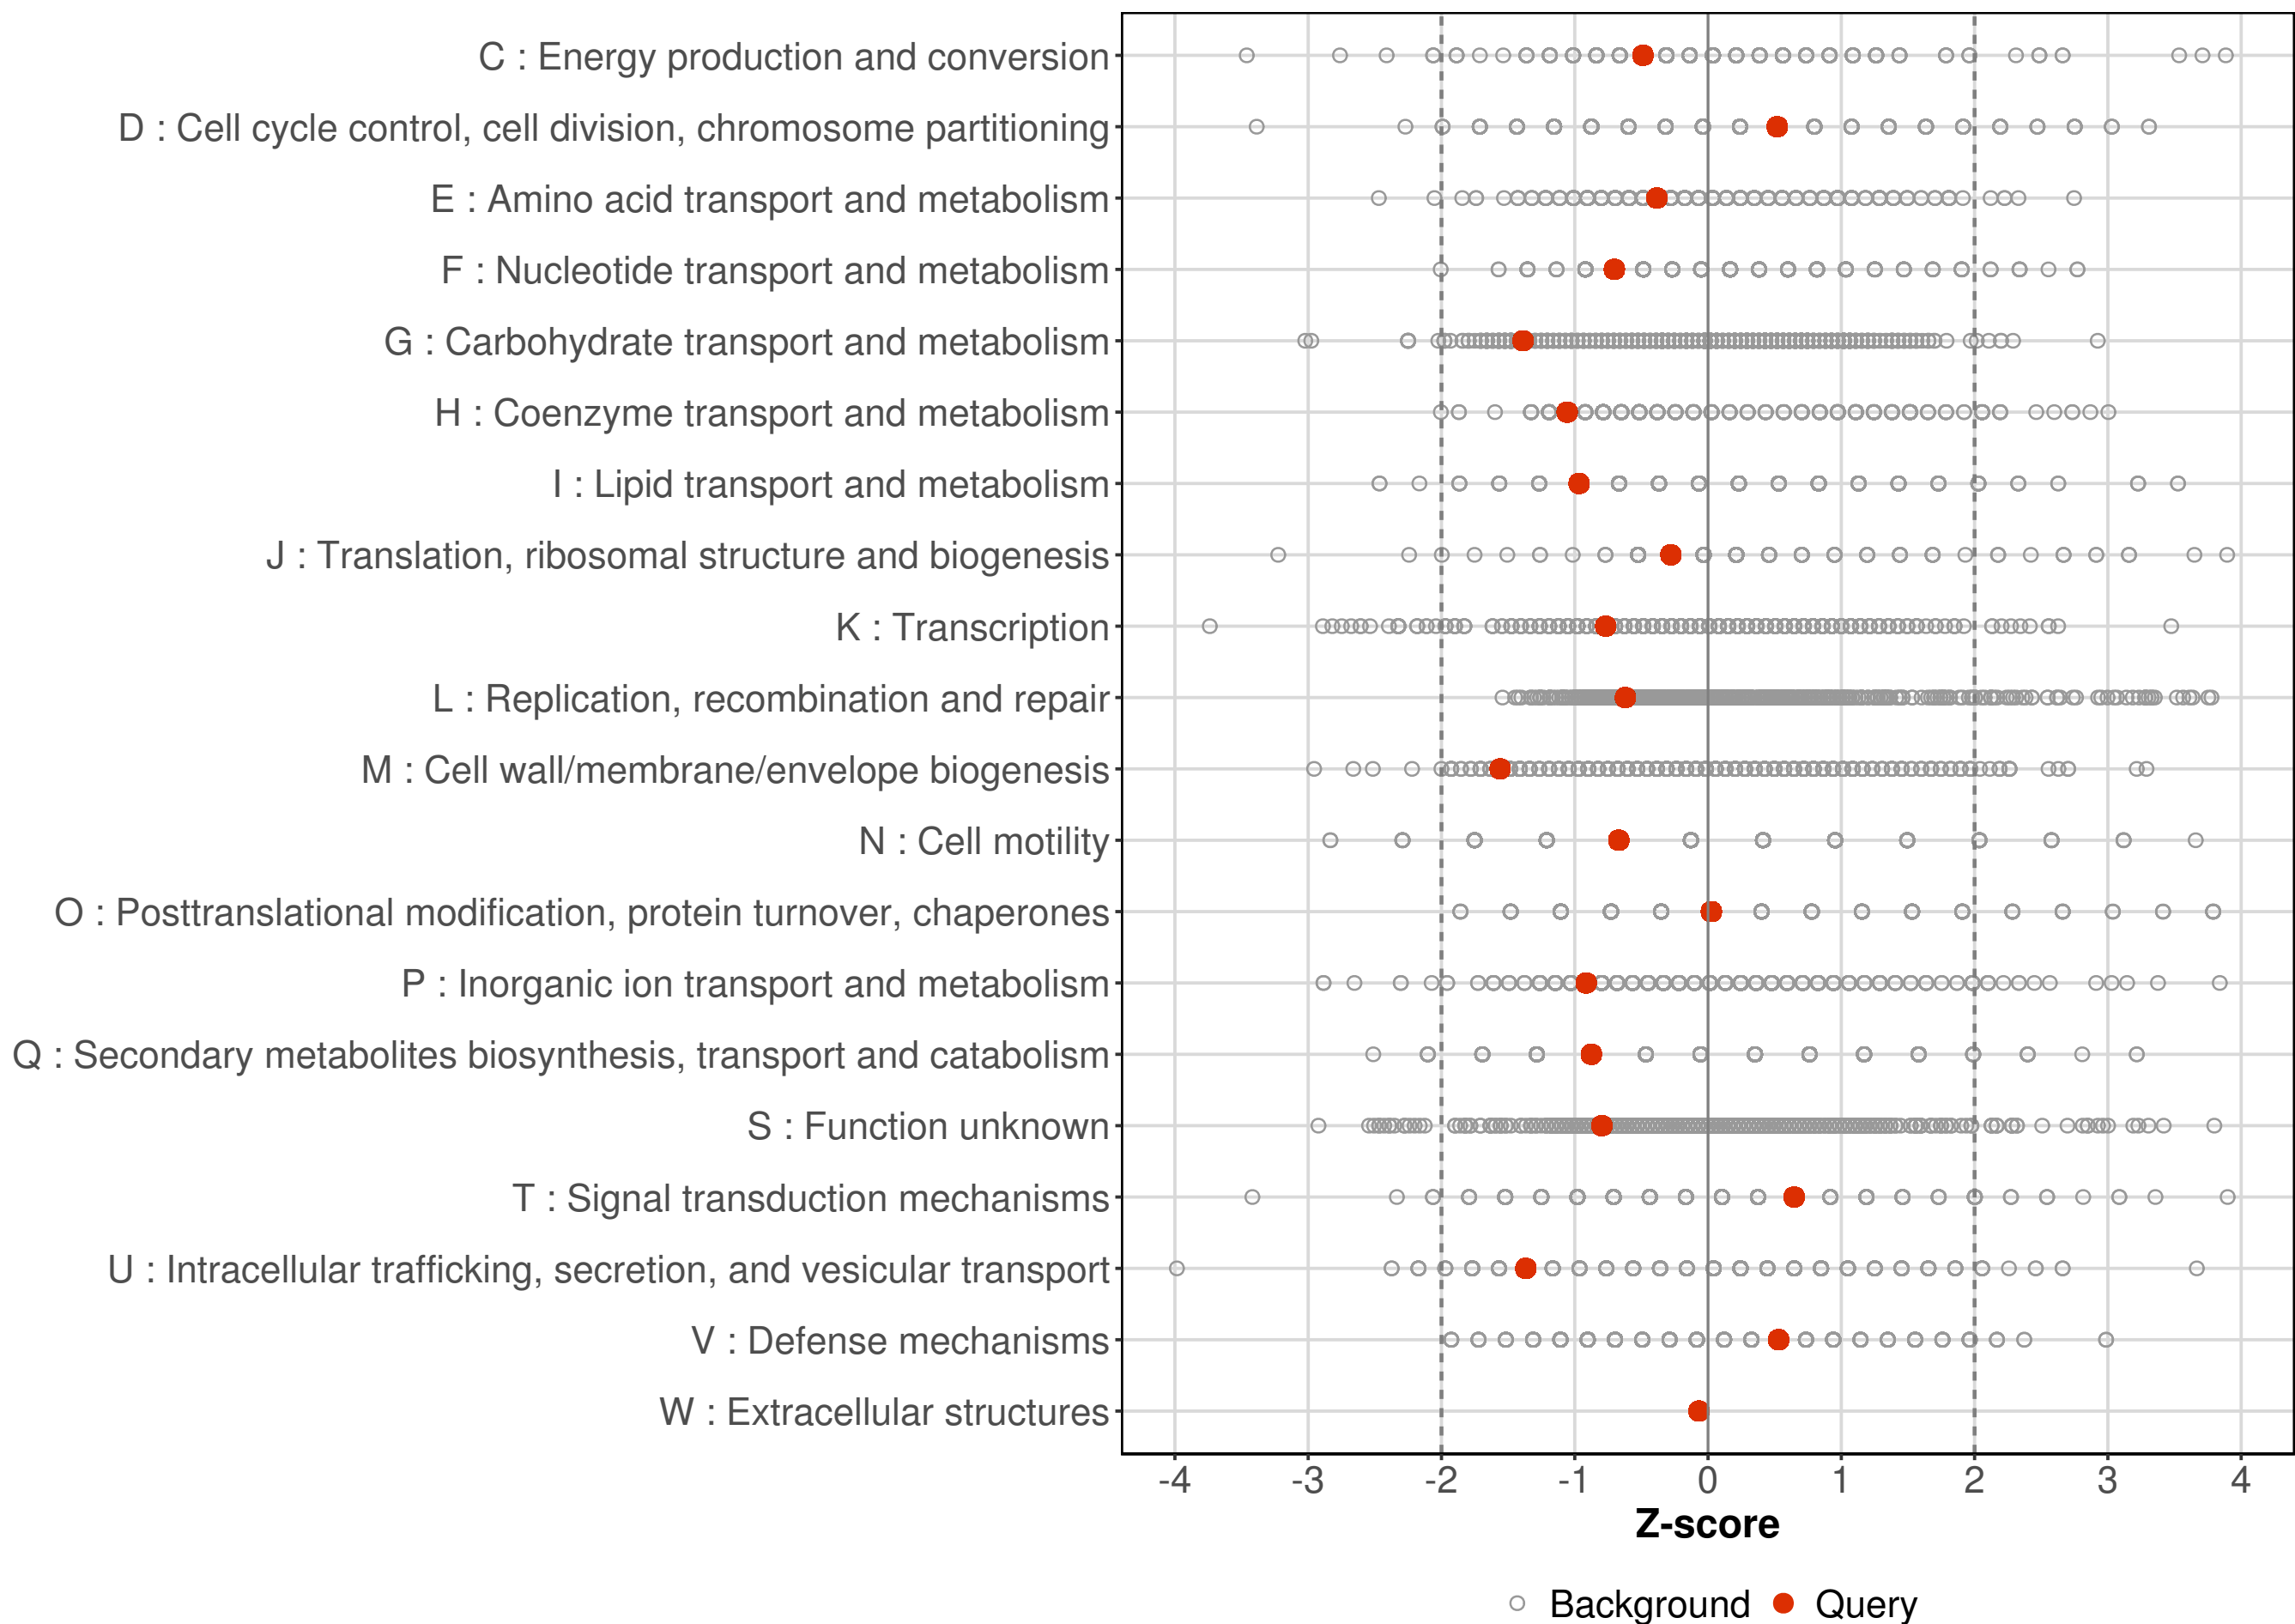 C : Energy production and conversion
D : Cell cycle control, cell division, chromosome partitioning
E : Amino acid transport and metabolism
F : Nucleotide transport and metabolism
G : Carbohydrate transport and metabolism
H : Coenzyme transport and metabolism
I : Lipid transport and metabolism
J : Translation, ribosomal structure and biogenesis
K : Transcription
L : Replication, recombination and repair
M : Cell wall/membrane/envelope biogenesis
N : Cell motility
O : Posttranslational modification, protein turnover, chaperones
P : Inorganic ion transport and metabolism
Q : Secondary metabolites biosynthesis, transport and catabolism
S : Function unknown
T : Signal transduction mechanisms
U : Intracellular trafficking, secretion, and vesicular transport
V : Defense mechanisms
W : Extracellular structures
-4 -3 -2 -1 0 1 2 3 4
Z-score
Background Query